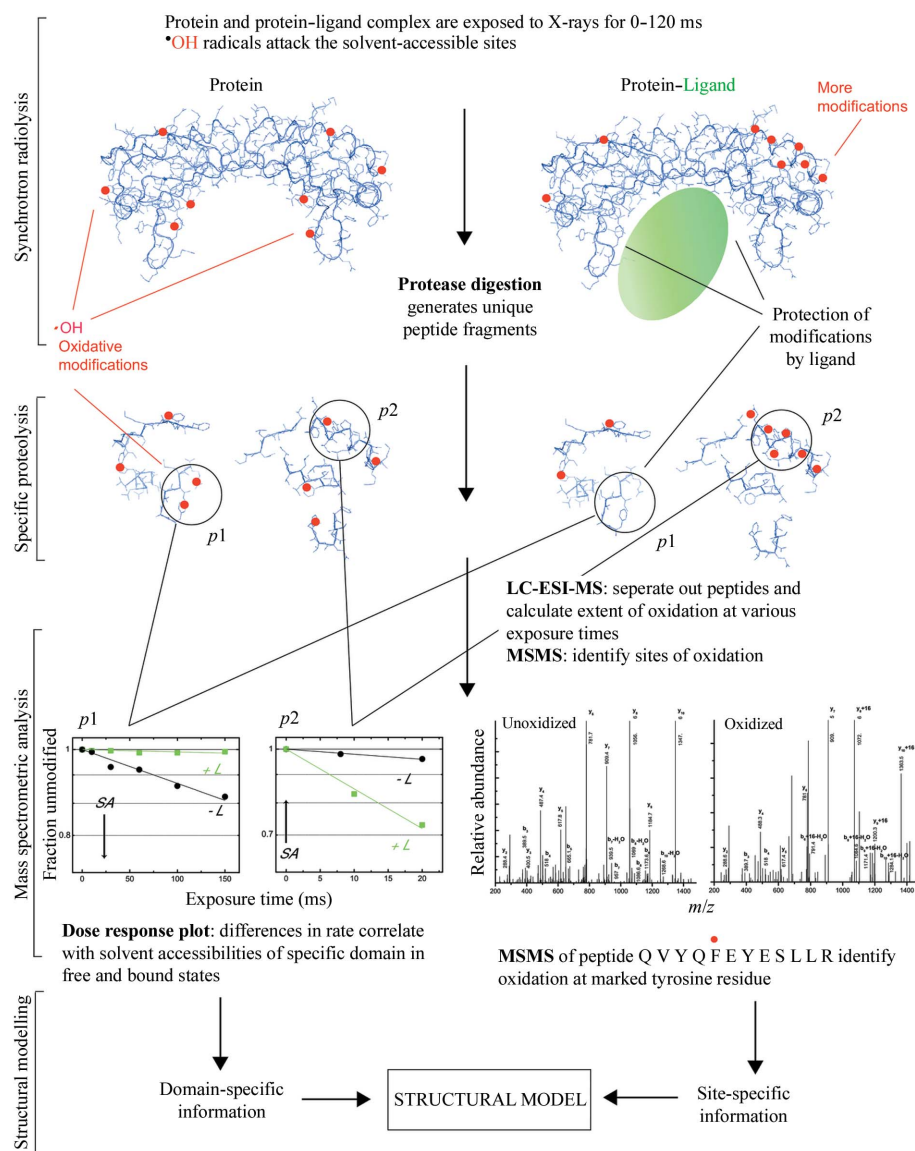 Protein and protein–ligand complex are exposed to X-rays for 0–120 ms
•OH radicals attack the solvent-accessible sites
Synchrotron radiolysis
Protein
Protein–Ligand
More
modifications
Protease digestion
generates unique
peptide fragments
·OH
Oxidative
modifications
Protection of
modifications
by ligand
Specific proteolysis
p1
p2
p1
p2
LC-ESI-MS: seperate out peptides and
calculate extent of oxidation at various
exposure times
MSMS: identify sites of oxidation
Mass spectrometric analysis
Fraction unmodified
p1
1
0.8
SA
+L
-L
0 50 100 150
p2
1
0.7
SA
-L
+L
0 10 20
Exposure time (ms)
Relative abundance
Unoxidized
Oxidized
200 400 600 800 1000 1200 1400
200 400 600 800 1000 1200 1400
m/z
Dose response plot: differences in rate correlate
with solvent accessibilities of specific domain in
free and bound states
MSMS of peptide Q V Y Q F E Y E S L L R identify
oxidation at marked tyrosine residue
Structural modelling
Domain-specific
information
STRUCTURAL MODEL
Site-specific
information